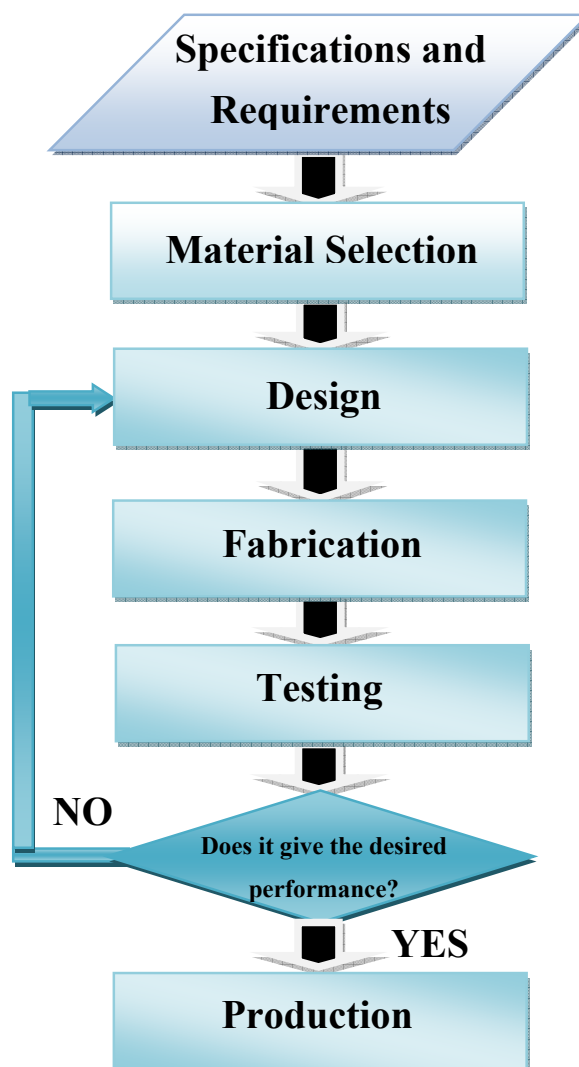 Specifications and
Requirements
Material Selection
Design
Fabrication
Testing
NO
Does it give the desired
performance?
YES
Production